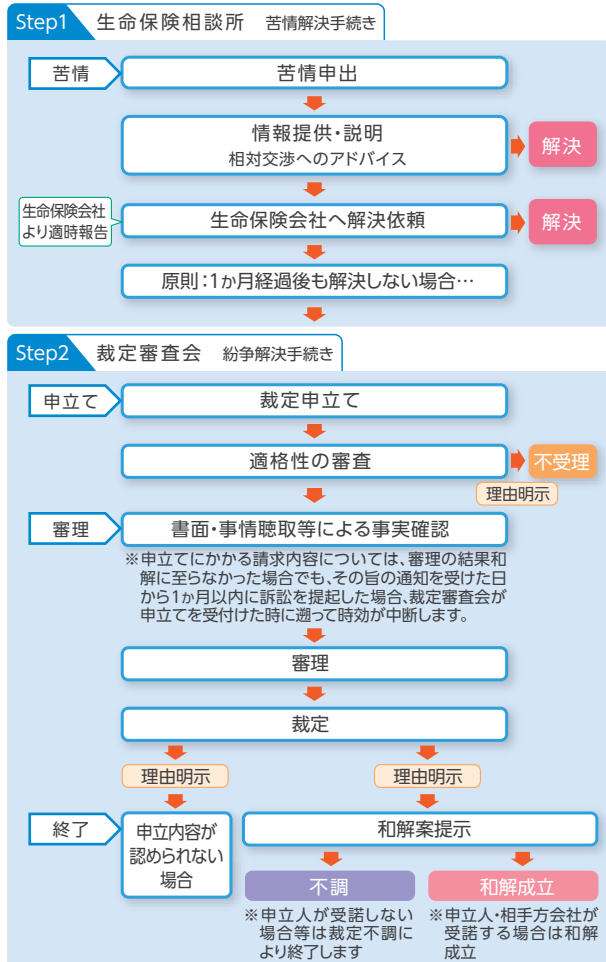 Step1 生命保険相談所 苦情解決手続き
苦情
苦情申出
情報提供・説明
相対交渉へのアドバイス
解決
生命保険会社
より適時報告
生命保険会社へ解決依頼
解決
原則:1か月経過後も解決しない場合…
Step2 裁定審査会 紛争解決手続き
申立て
裁定申立て
適格性の審査
不受理
理由明示
審理
書面・事情聴取等による事実確認
※申立てにかかる請求内容については、審理の結果和
解に至らなかった場合でも、その旨の通知を受けた日
から1か月以内に訴訟を提起した場合、裁定審査会が
申立てを受付けた時に遡って時効が中断します。
審理
裁定
理由明示
理由明示
終了
申立内容が
認められない
場合
和解案提示
不調
和解成立
※申立人が受諾しない
場合等は裁定不調に
より終了します
※申立人・相手方会社が
受諾する場合は和解
成立